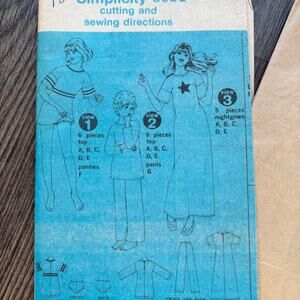 Simplicity
cutting and
sewing directions
view
1
6 pieces
top
A, B, C,
D, E
panties
F
view
2
6 pieces
top
A, B, C,
D, E
pants
G
view
3
5 pieces
nightgown
A, B, C,
D, E